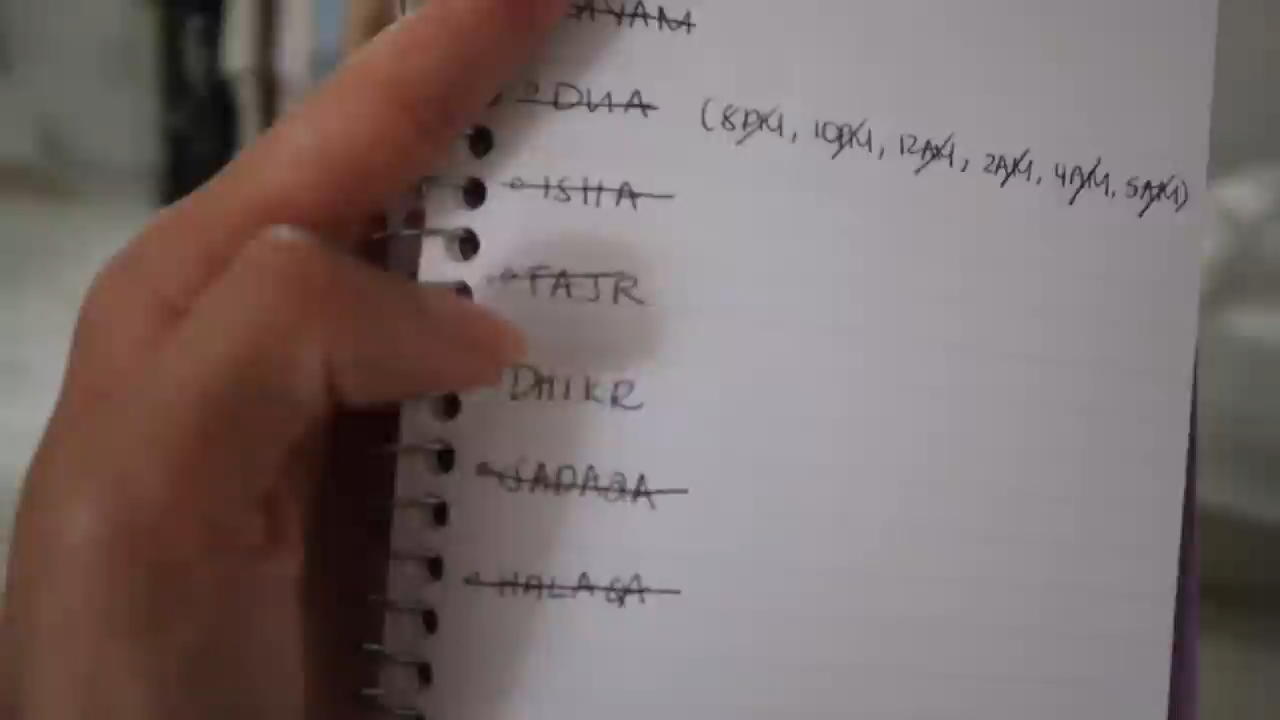 DUA (8PM, 10PM, 12AM, 2AM, 4AM, 5AM)
ISHA
FAJR
DHIKR
SADAQA
HALAQA